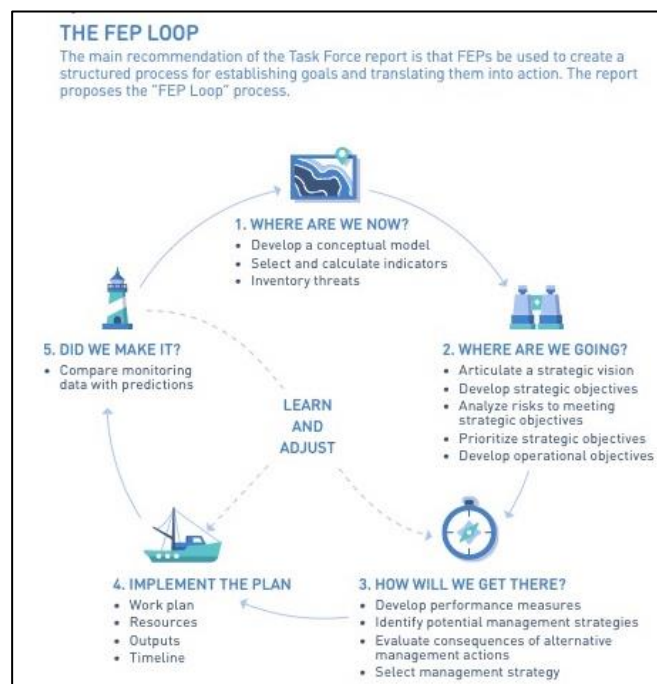 THE FEP LOOP
The main recommendation of the Task Force report is that FEPs be used to create a
structured process for establishing goals and translating them into action. The report
proposes the "FEP Loop" process.
1. WHERE ARE WE NOW?
• Develop a conceptual model
• Select and calculate indicators
• Inventory threats
2. WHERE ARE WE GOING?
• Articulate a strategic vision
• Develop strategic objectives
• Analyze risks to meeting
strategic objectives
• Prioritize strategic objectives
• Develop operational objectives
3. HOW WILL WE GET THERE?
• Develop performance measures
• Identify potential management strategies
• Evaluate consequences of alternative
management actions
• Select management strategy
4. IMPLEMENT THE PLAN
• Work plan
• Resources
• Outputs
• Timeline
5. DID WE MAKE IT?
• Compare monitoring
data with predictions
LEARN
AND
ADJUST